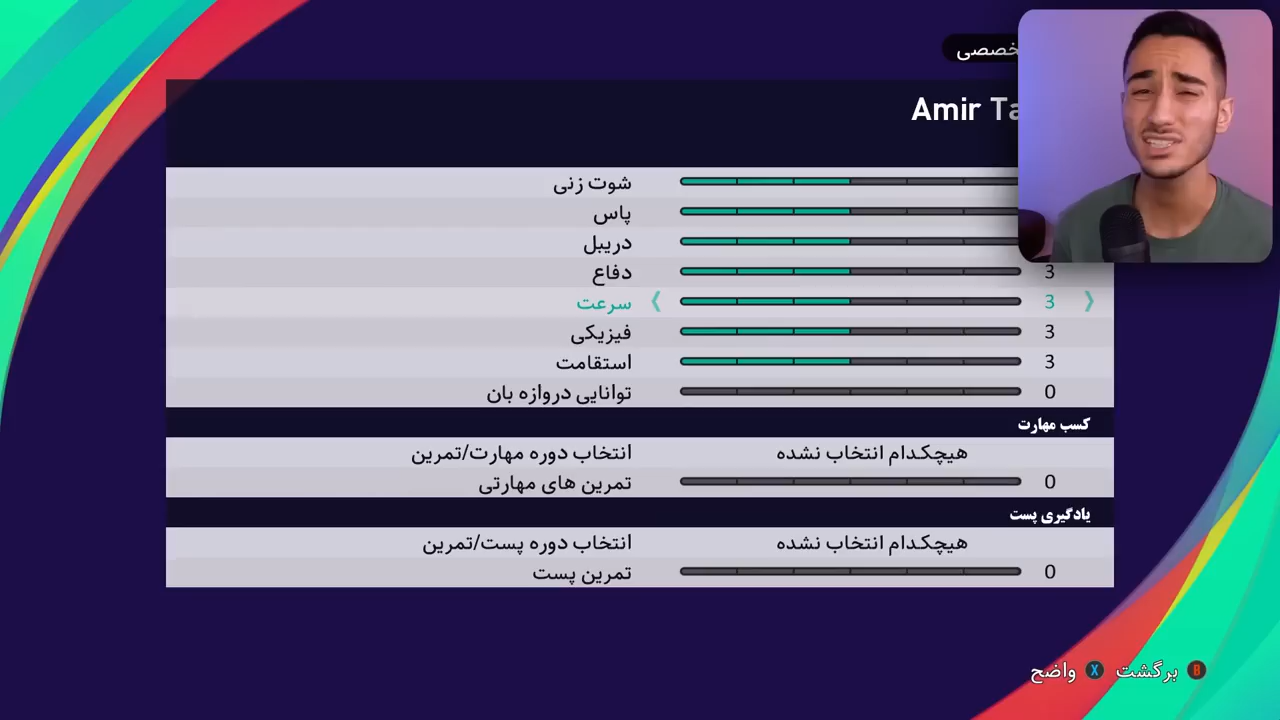 Amir
شوت زنی
پاس
دریبل
دفاع 3
سرعت 3
فیزیکی 3
استقامت 3
توانایی دروازه بان 0
کسب مهارت
انتخاب دوره مهارت/تمرین هیچکدام انتخاب نشده
تمرین های مهارتی 0
یادگیری پست
انتخاب دوره پست/تمرین هیچکدام انتخاب نشده
تمرین پست 0
B برگشت X واضح